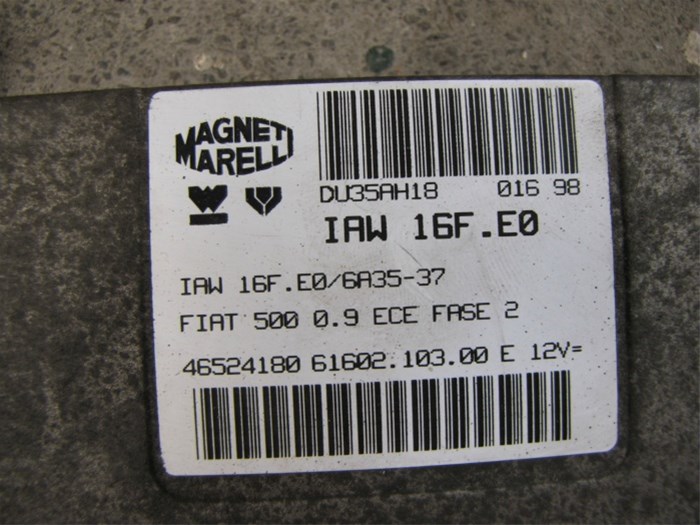 MAGNETI
MARELLI
DU35AH18 016 98
IAW 16F.E0
IAW 16F.E0/6A35-37
FIAT 500 0.9 ECE FASE 2
46524180 61602.103.00 E 12V=